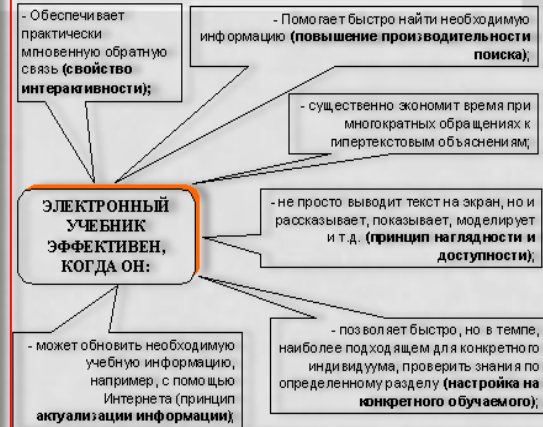 - Обеспечивает
практически
мгновенную обратную
связь (свойство
интерактивности);
- Помогает быстро найти необходимую
информацию (повышение производительности
поиска);
- существенно экономит время при
многократных обращениях к
гипертекстовым объяснениям;
ЭЛЕКТРОННЫЙ
УЧЕБНИК
ЭФФЕКТИВЕН,
КОГДА ОН:
- не просто выводит текст на экран, но и
рассказывает, показывает, моделирует
и т.д. (принцип наглядности и
доступности);
- может обновить необходимую
учебную информацию,
например, с помощью
Интернета (принцип
актуализации информации);
- позволяет быстро, но в темпе,
наиболее подходящем для конкретного
индивидуума, проверить знания по
определенному разделу (настройка на
конкретного обучаемого);